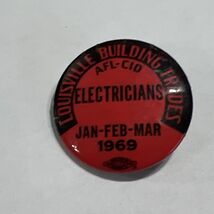 LOUISVILLE BUILDING TRADES
AFL-CIO
ELECTRICIANS
JAN-FEB-MAR
1969